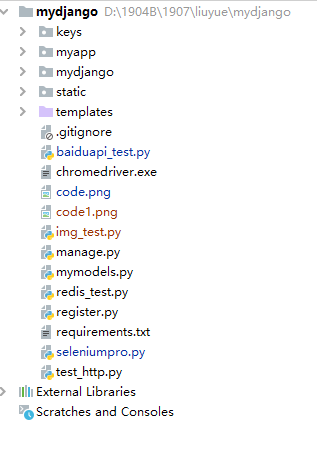 mydjango D:\1904B\1907\liuyue\mydjango
keys
myapp
mydjango
static
templates
.gitignore
baiduapi_test.py
chromedriver.exe
code.png
code1.png
img_test.py
manage.py
mymodels.py
redis_test.py
register.py
requirements.txt
seleniumpro.py
test_http.py
External Libraries
Scratches and Consoles